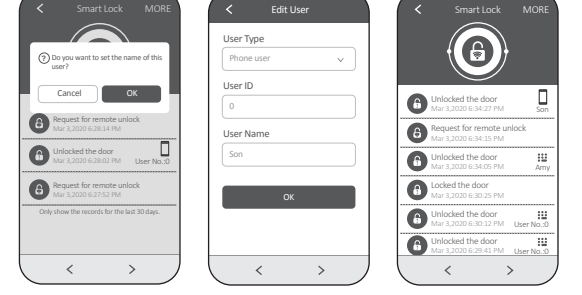 Smart Lock MORE
Do you want to set the name of this
user?
Cancel OK
Request for remote unlock
Mar 3,2020 6:28:14 PM
Unlocked the door
Mar 3,2020 6:28:02 PM User No.:0
Request for remote unlock
Mar 3,2020 6:27:52 PM
Only show the records for the last 30 days.
Edit User
User Type
Phone user
User ID
0
User Name
Son
OK
Smart Lock MORE
Unlocked the door
Mar 3,2020 6:34:27 PM Son
Request for remote unlock
Mar 3,2020 6:34:15 PM
Unlocked the door
Mar 3,2020 6:34:05 PM Amy
Locked the door
Mar 3,2020 6:30:25 PM
Unlocked the door
Mar 3,2020 6:30:12 PM User No.:0
Unlocked the door
Mar 3,2020 6:29:41 PM User No.:0